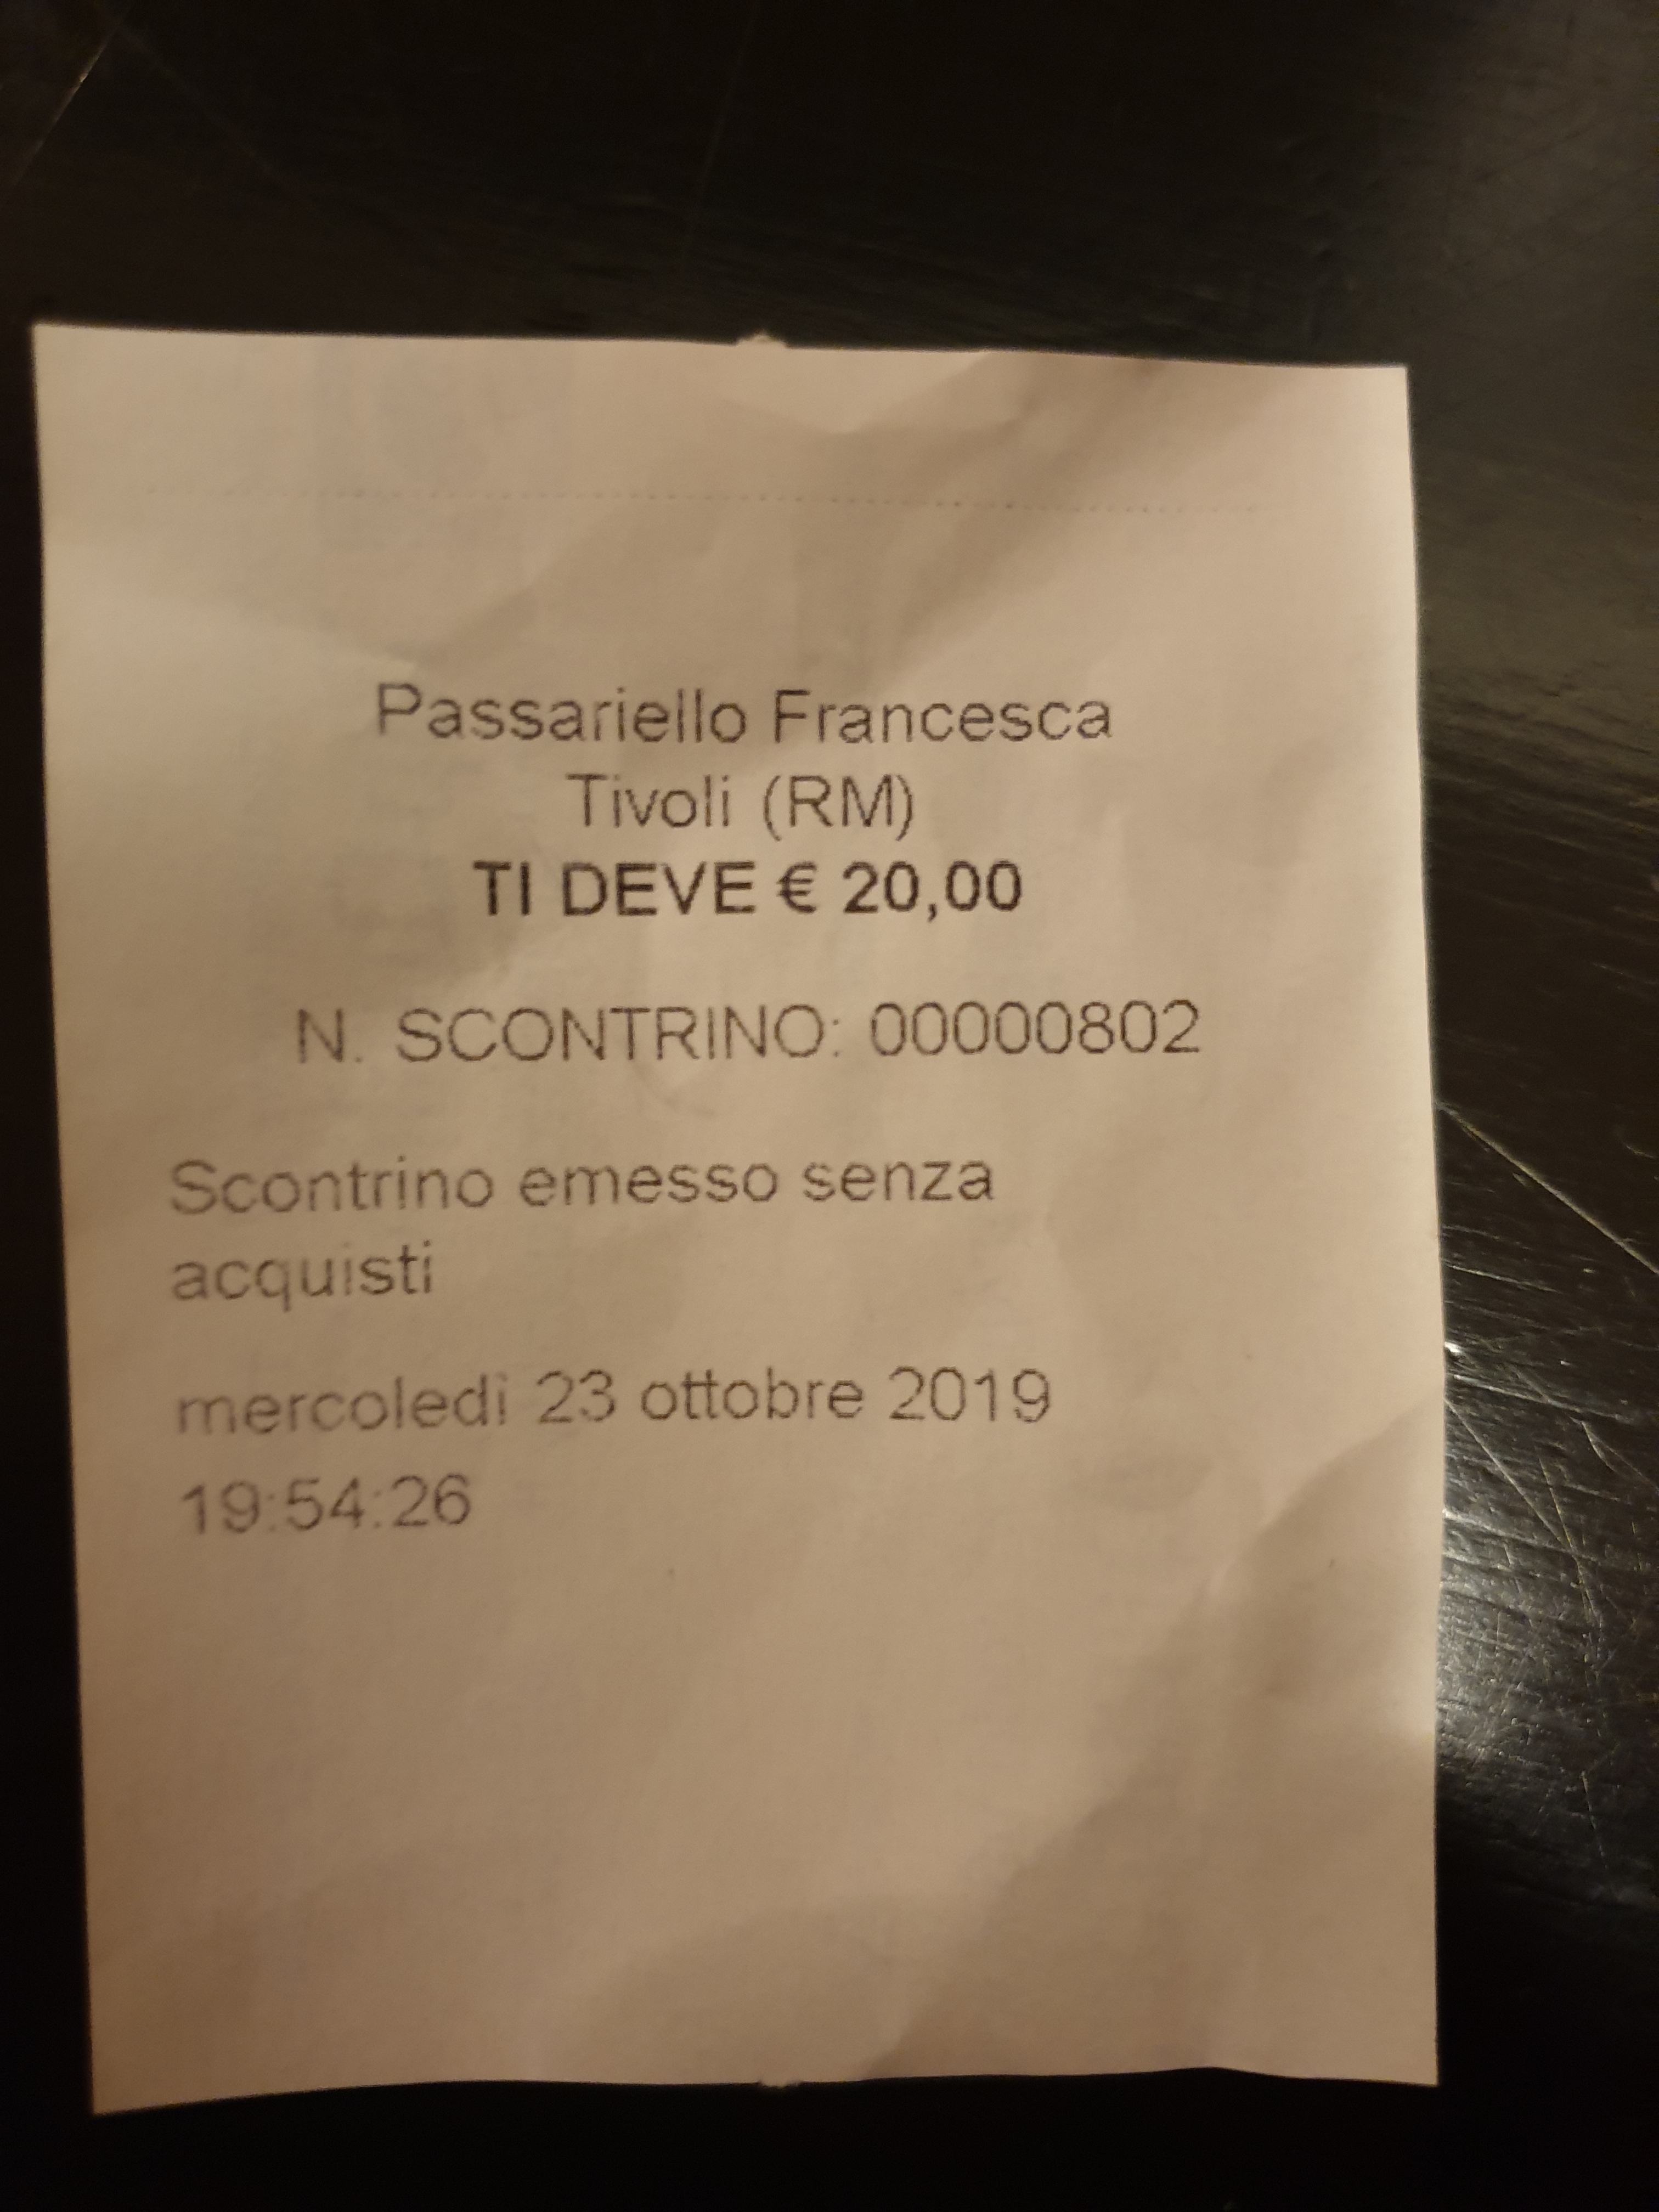 Passariello Francesca
Tivoli (RM)
TI DEVE € 20,00
N. SCONTRINO: 00000802
Scontrino emesso senza
acquisti
mercoledì 23 ottobre 2019
19:54:26